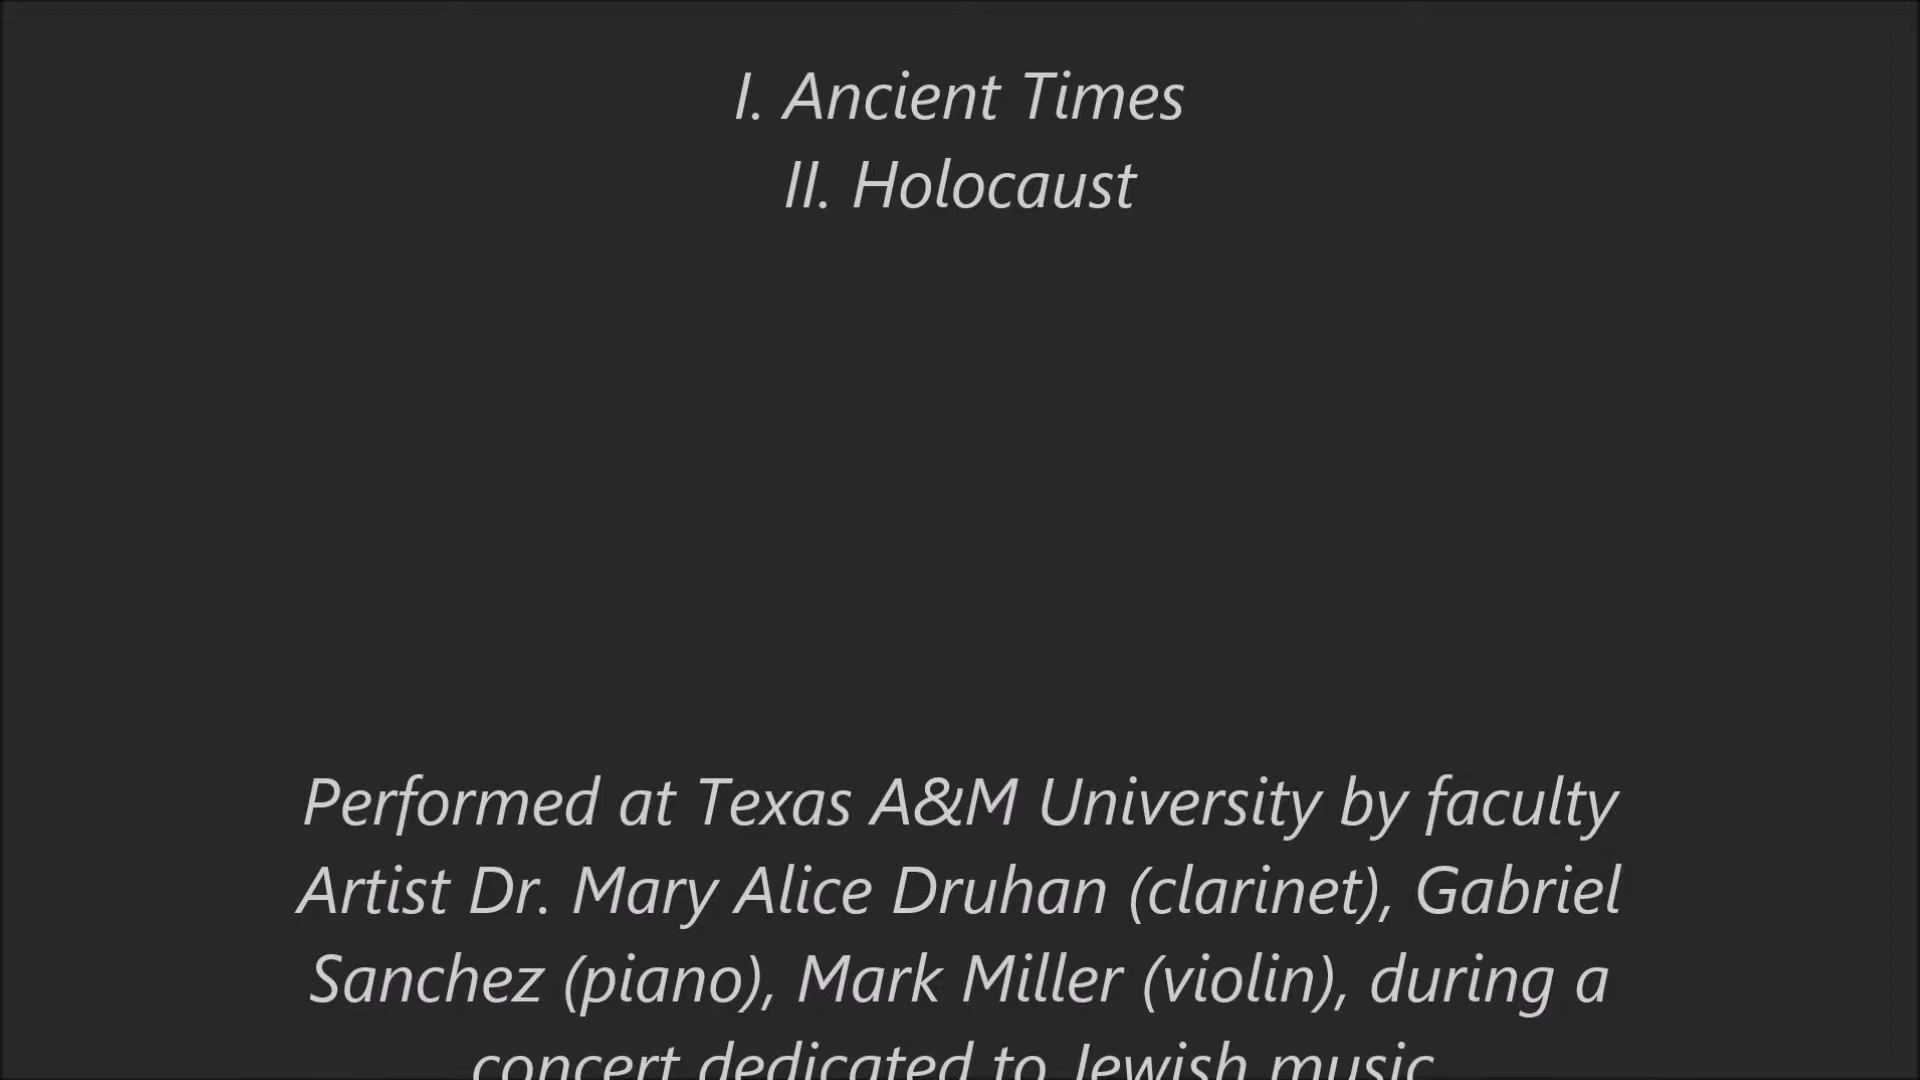 I. Ancient Times
II. Holocaust
Performed at Texas A&M University by faculty
Artist Dr. Mary Alice Druhan (clarinet), Gabriel
Sanchez (piano), Mark Miller (violin), during a
concert dedicated to Jewish music